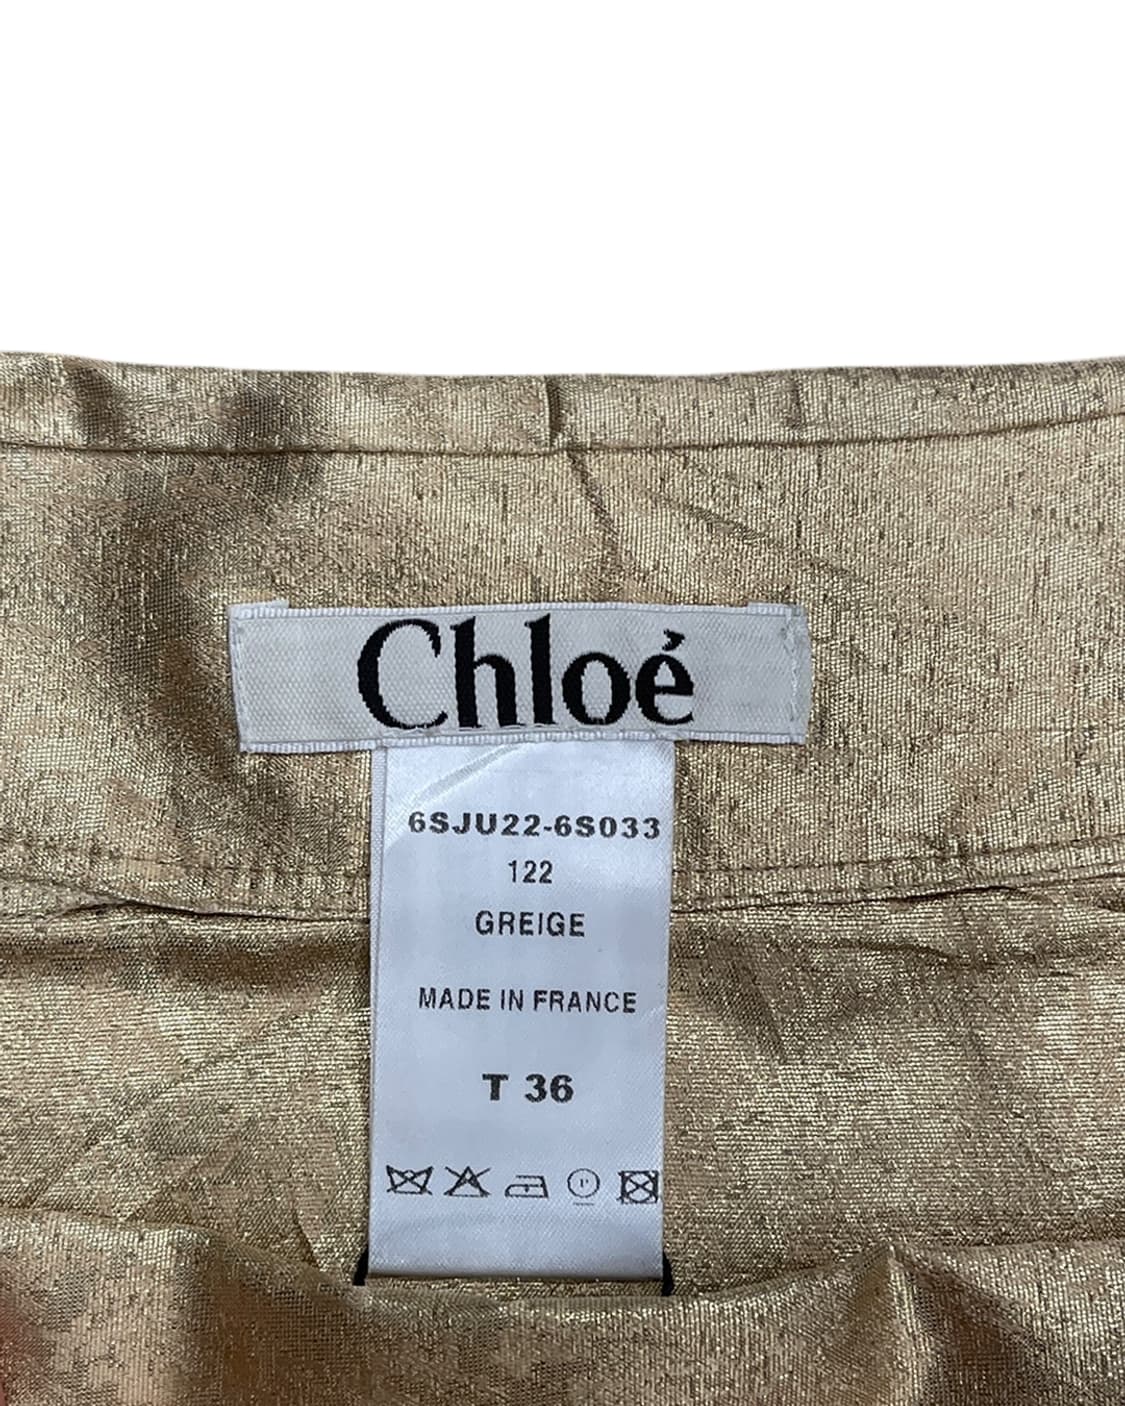 Chloé
6SJU22-6S033
122
GREIGE
MADE IN FRANCE
T 36
P